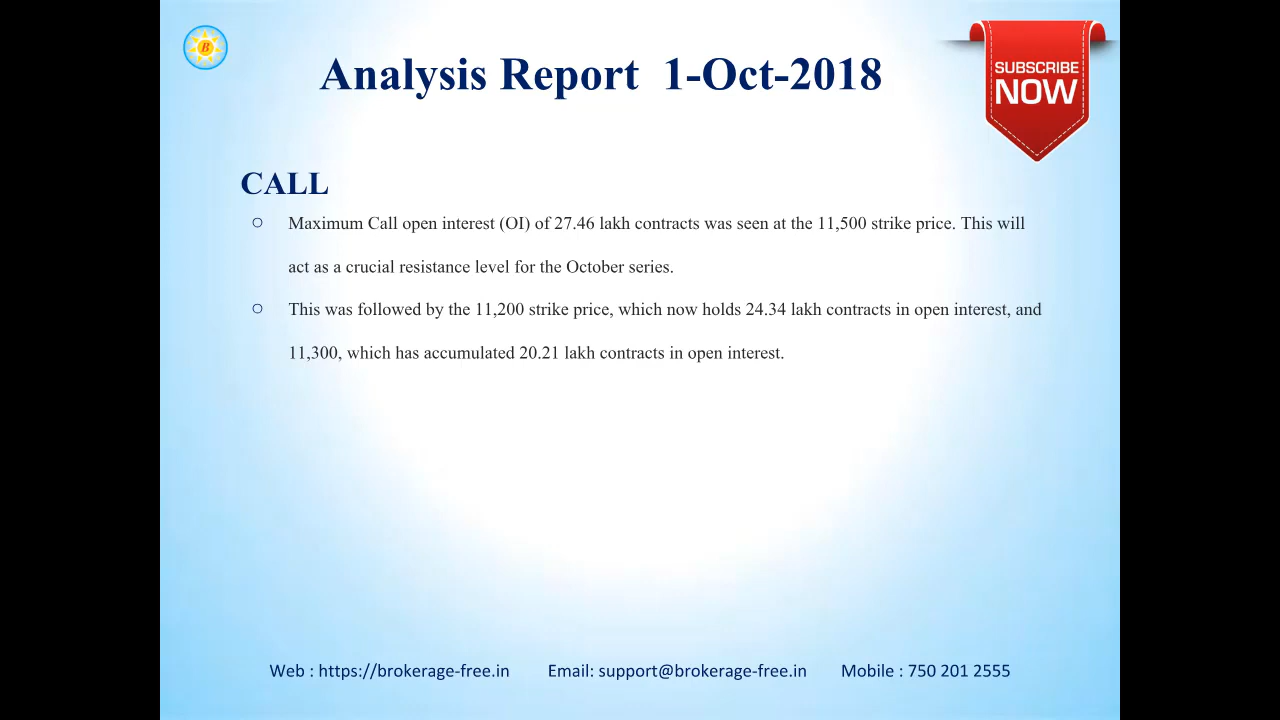 B
Analysis Report 1-Oct-2018
SUBSCRIBE
NOW
CALL
Maximum Call open interest (OI) of 27.46 lakh contracts was seen at the 11,500 strike price. This will
act as a crucial resistance level for the October series.
This was followed by the 11,200 strike price, which now holds 24.34 lakh contracts in open interest, and
11,300, which has accumulated 20.21 lakh contracts in open interest.
Web : https://brokerage-free.in Email: support@brokerage-free.in Mobile : 750 201 2555